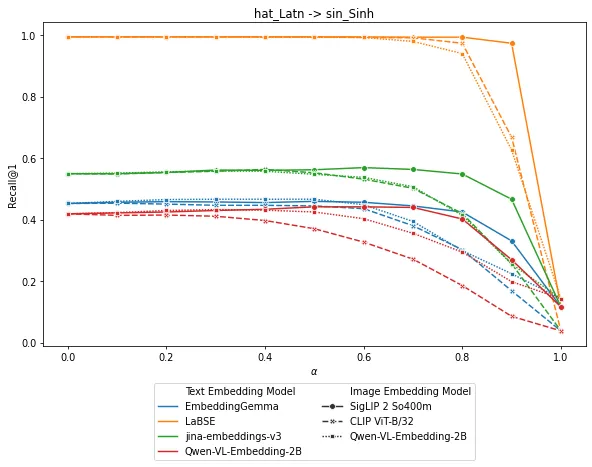 hat_Latn -> sin_Sinh
Recall@1
1.0
0.8
0.6
0.4
0.2
0.0
0.0 0.2 0.4 0.6 0.8 1.0
α
Text Embedding Model Image Embedding Model
EmbeddingGemma SigLIP 2 So400m
LaBSE CLIP ViT-B/32
jina-embeddings-v3 Qwen-VL-Embedding-2B
Qwen-VL-Embedding-2B